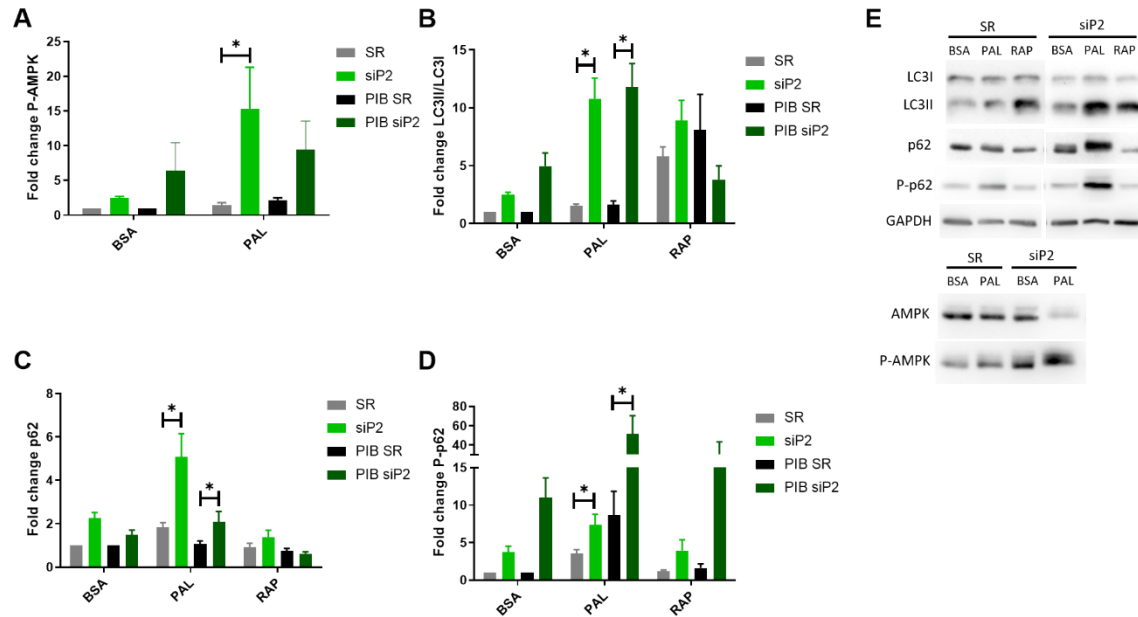 A
Fold change P-AMPK
25
20
15
10
5
0
*
BSA
PAL
SR
siP2
PIB SR
PIB siP2
B
Fold change LC3II/LC3I
15
10
5
0
*
*
BSA
PAL
RAP
SR
siP2
PIB SR
PIB siP2
E
SR
siP2
BSA PAL RAP BSA PAL RAP
LC3I
LC3II
p62
P-p62
GAPDH
SR
siP2
BSA PAL BSA PAL
AMPK
P-AMPK
C
Fold change p62
8
6
4
2
0
*
*
BSA
PAL
RAP
SR
siP2
PIB SR
PIB siP2
D
Fold change P-p62
80
60
40
20
15
10
5
0
*
*
BSA
PAL
RAP
SR
siP2
PIB SR
PIB siP2